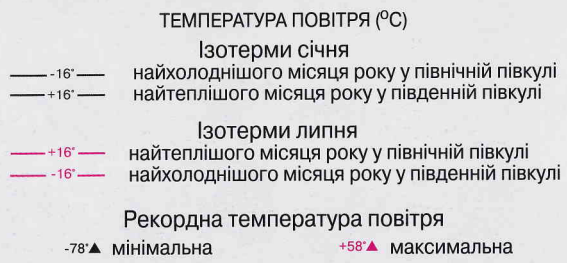 ТЕМПЕРАТУРА ПОВІТРЯ (⁰С)
Ізотерми січня
-16° найхолоднішого місяця року у північній півкулі
+16° найтеплішого місяця року у південній півкулі
Ізотерми липня
+16° найтеплішого місяця року у північній півкулі
-16° найхолоднішого місяця року у південній півкулі
Рекордна температура повітря
-78°▲ мінімальна +58°▲ максимальна